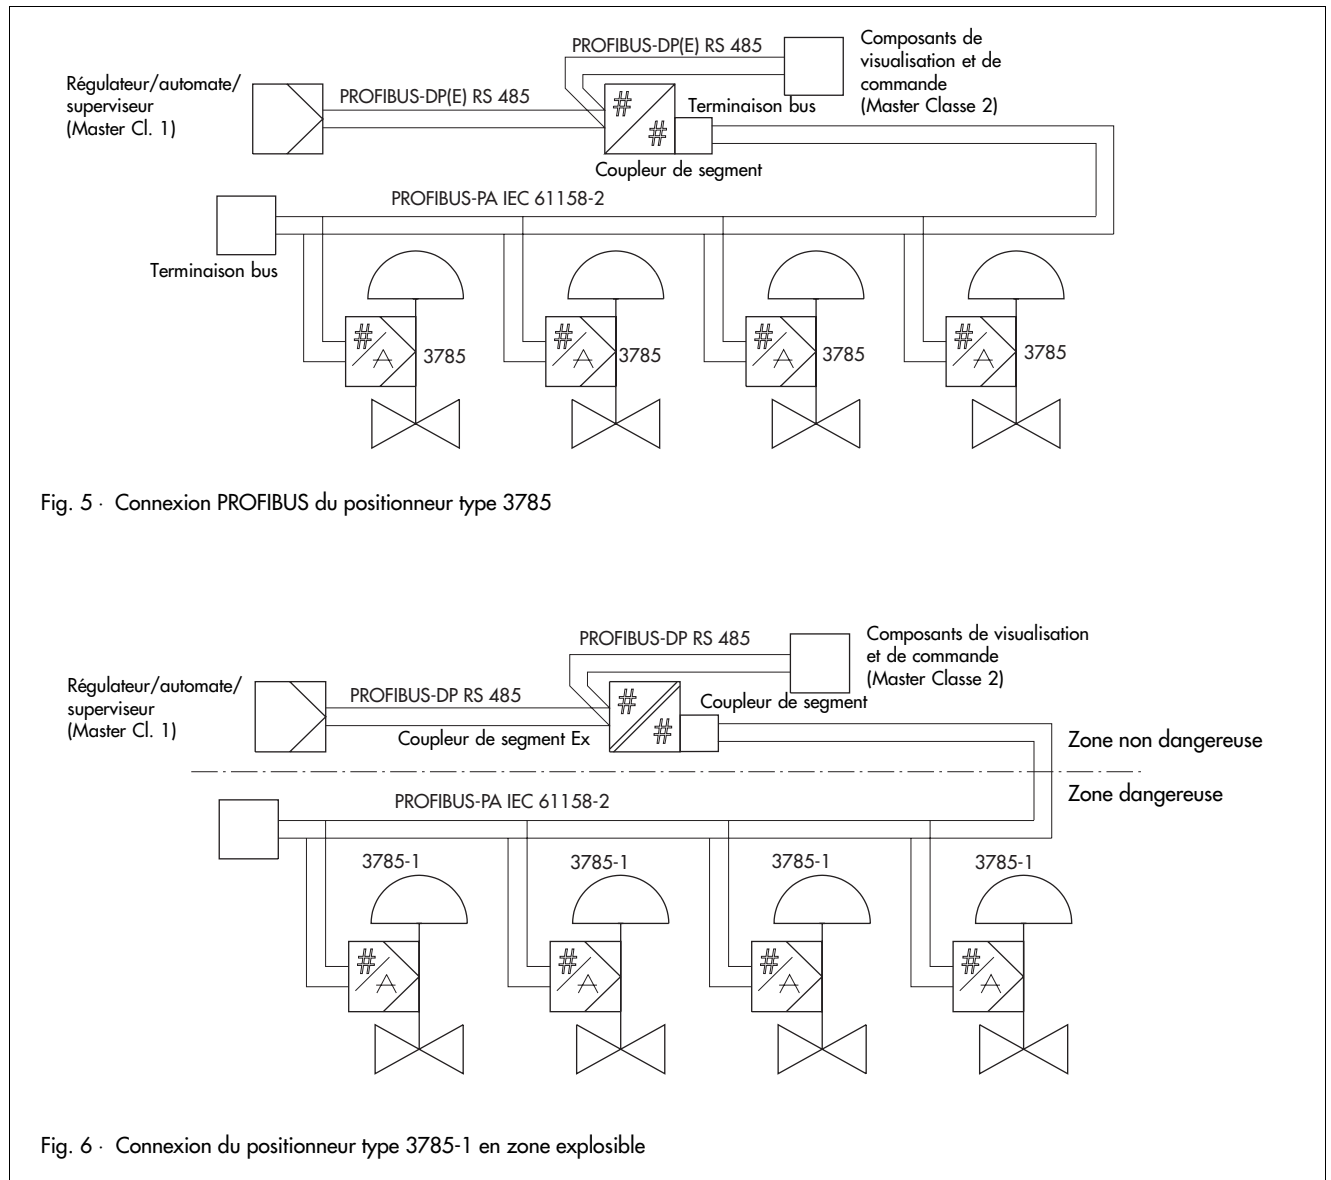 PROFIBUS-DP(E) RS 485
Composants de
visualisation et de
commande
(Master Classe 2)
Régulateur/automate/
superviseur
(Master Cl. 1)
PROFIBUS-DP(E) RS 485
#
#
Terminaison bus
Coupleur de segment
PROFIBUS-PA IEC 61158-2
Terminaison bus
# A 3785
# A 3785
# A 3785
# A 3785
Fig. 5 · Connexion PROFIBUS du positionneur type 3785
PROFIBUS-DP RS 485
Composants de visualisation
et de commande
(Master Classe 2)
Régulateur/automate/
superviseur
(Master Cl. 1)
PROFIBUS-DP RS 485
#
#
Coupleur de segment
Coupleur de segment Ex
Zone non dangereuse
Zone dangereuse
PROFIBUS-PA IEC 61158-2
3785-1
3785-1
3785-1
3785-1
# A
# A
# A
# A
Fig. 6 · Connexion du positionneur type 3785-1 en zone explosible